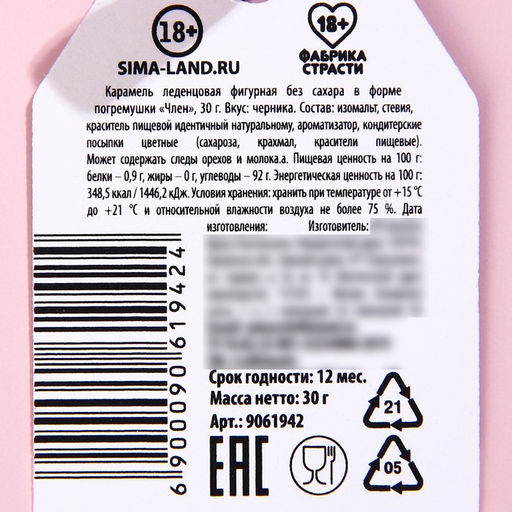 18+
18+
SIMA-LAND.RU
ФАБРИКА
СТРАСТИ
Карамель леденцовая фигурная без сахара в форме
погремушки «Член», 30 г. Вкус: черника. Состав: изомальт, стевия,
краситель пищевой идентичный натуральному, ароматизатор, кондитерские
посыпки цветные (сахароза, крахмал, красители пищевые).
Может содержать следы орехов и молока.а. Пищевая ценность на 100 г:
белки – 0,9 г, жиры – 0 г, углеводы – 92 г. Энергетическая ценность на 100 г:
348,5 ккал / 1446,2 кДж. Условия хранения: хранить при температуре от +15 °С
до +21 °С и относительной влажности воздуха не более 75 %. Дата
изготовления: Изготовитель:
Срок годности: 12 мес.
Масса нетто: 30 г
Арт.: 9061942
6900090619424
EAC
21
05